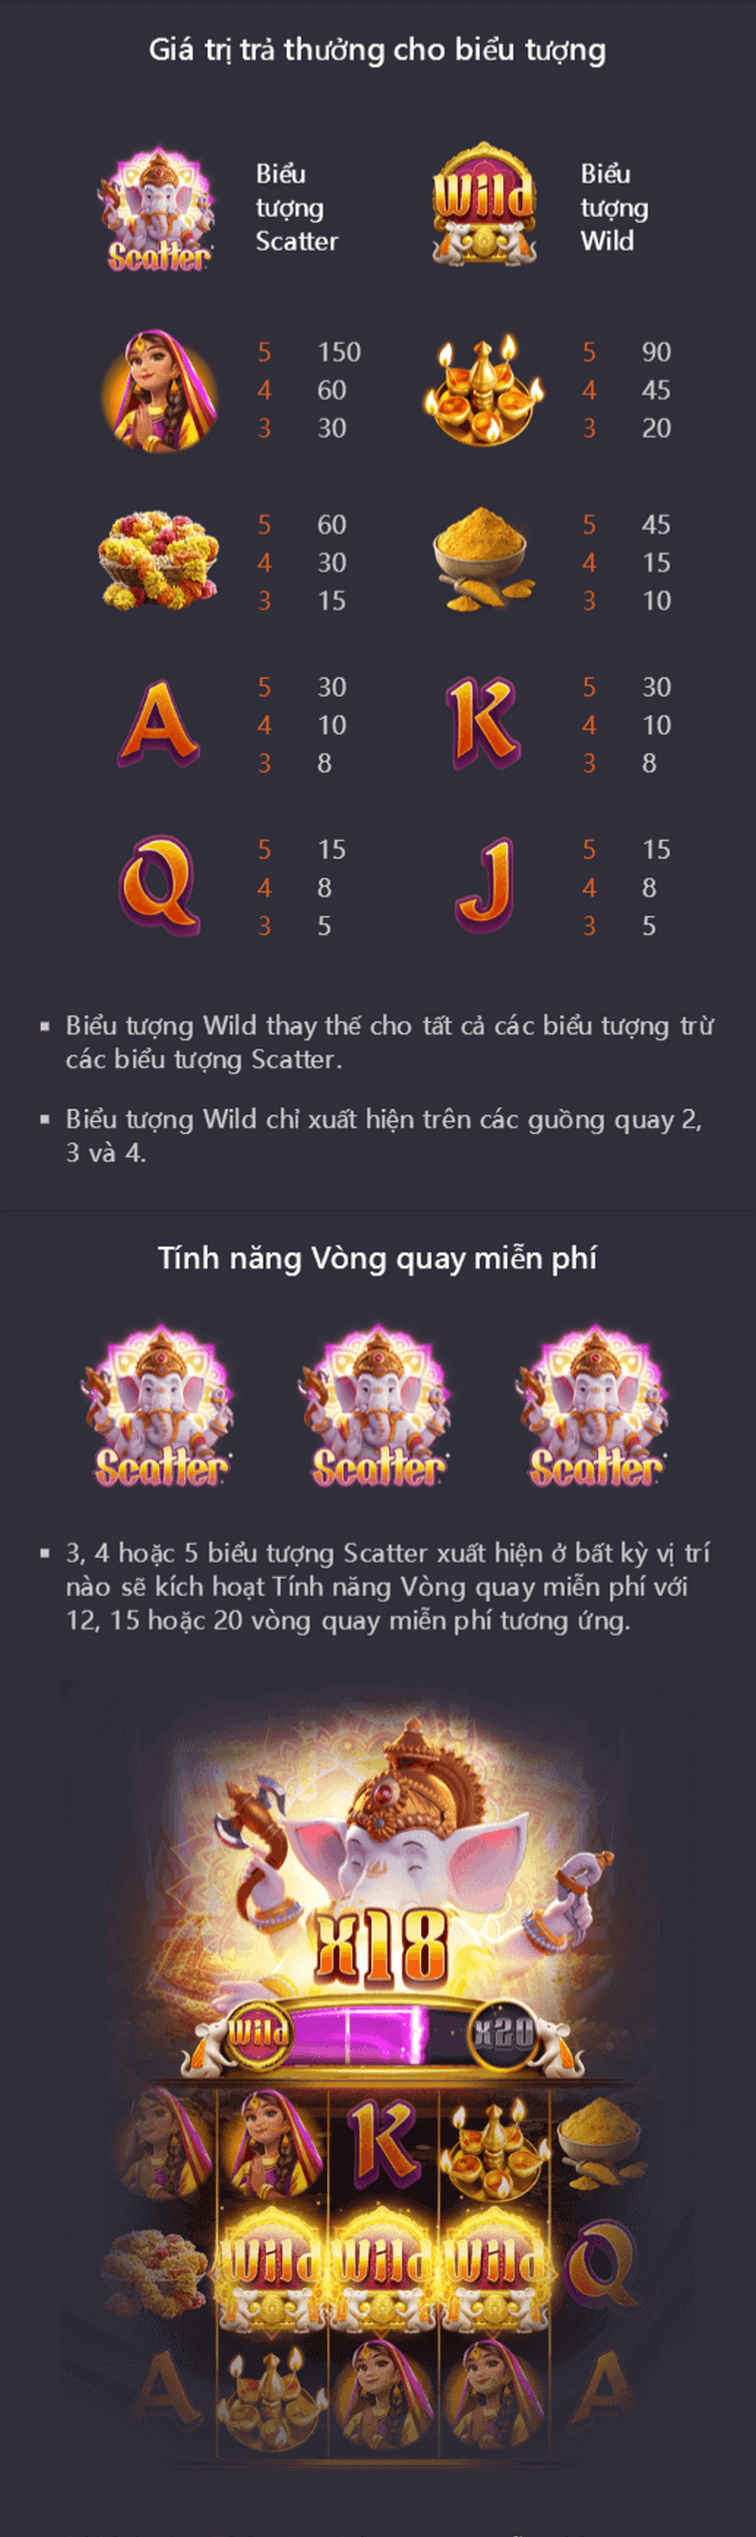 Giá trị trả thưởng cho biểu tượng
Biểu
tượng
Scatter
Scatter
Wild
Biểu
tượng
Wild
5 150
4 60
3 30
5 90
4 45
3 20
5 60
4 30
3 15
5 45
4 15
3 10
A
5 30
4 10
3 8
K
5 30
4 10
3 8
Q
5 15
4 8
3 5
J
5 15
4 8
3 5
▪ Biểu tượng Wild thay thế cho tất cả các biểu tượng trừ
các biểu tượng Scatter.
▪ Biểu tượng Wild chỉ xuất hiện trên các guồng quay 2,
3 và 4.
Tính năng Vòng quay miễn phí
Scatter Scatter Scatter
▪ 3, 4 hoặc 5 biểu tượng Scatter xuất hiện ở bất kỳ vị trí
nào sẽ kích hoạt Tính năng Vòng quay miễn phí với
12, 15 hoặc 20 vòng quay miễn phí tương ứng.
x18
Wild x20
K
Wild Wild Wild Q
A A